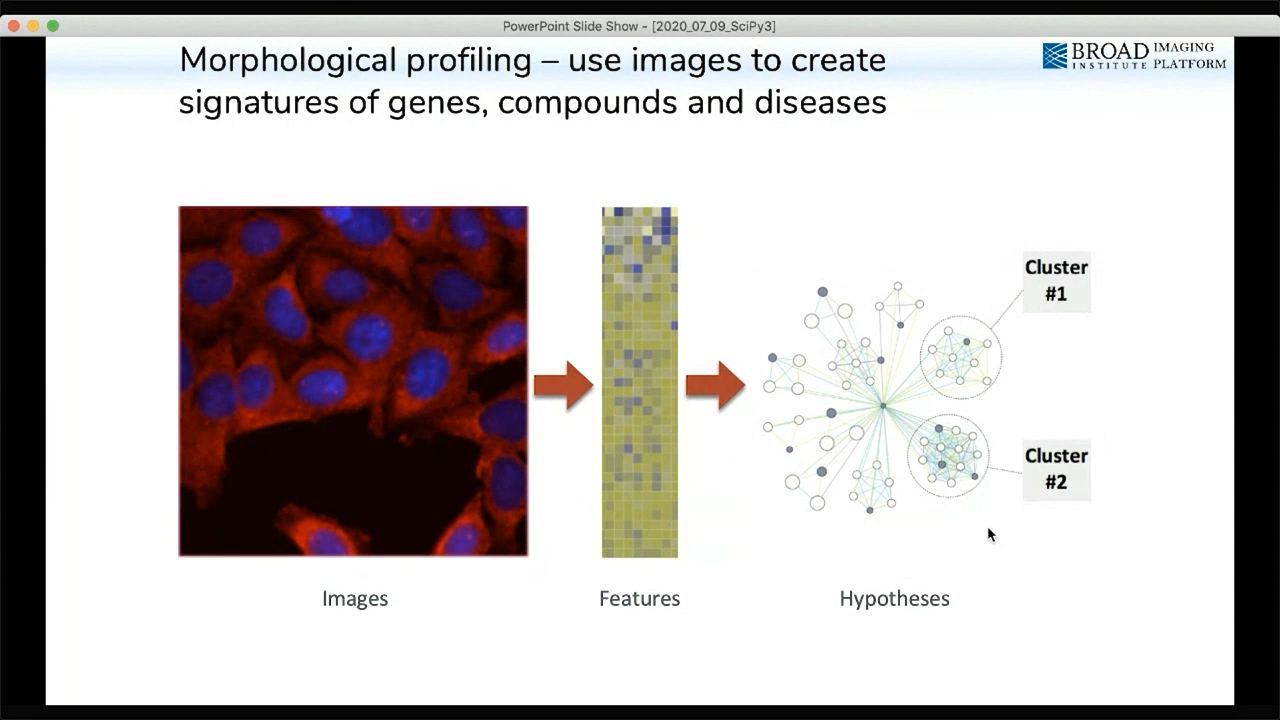 PowerPoint Slide Show - [2020_07_09_SciPy3]
Morphological profiling – use images to create
signatures of genes, compounds and diseases
BROAD
INSTITUTE
IMAGING
PLATFORM
Cluster
#1
Cluster
#2
Images
Features
Hypotheses